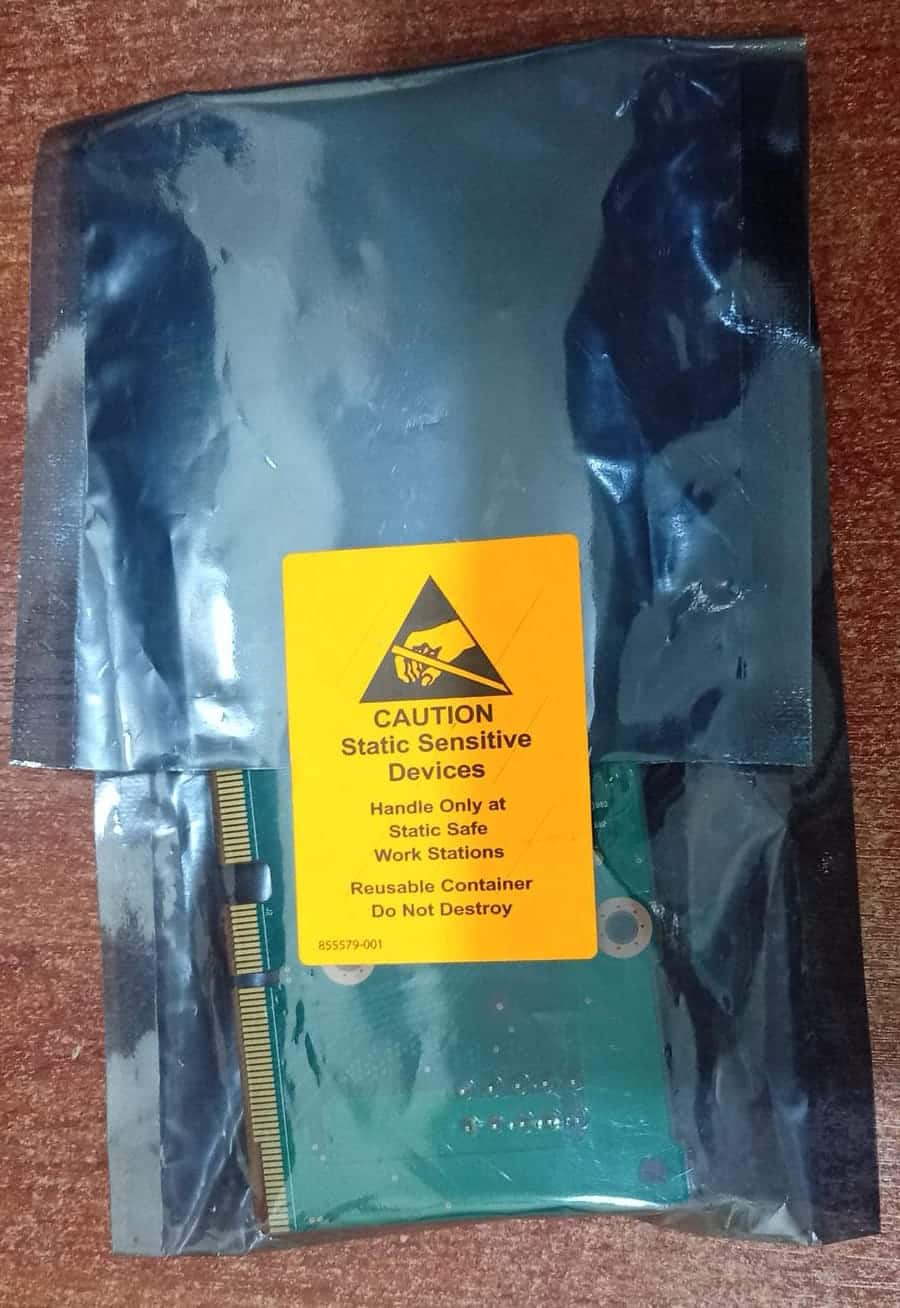 CAUTION
Static Sensitive
Devices
Handle Only at
Static Safe
Work Stations
Reusable Container
Do Not Destroy
855579-001